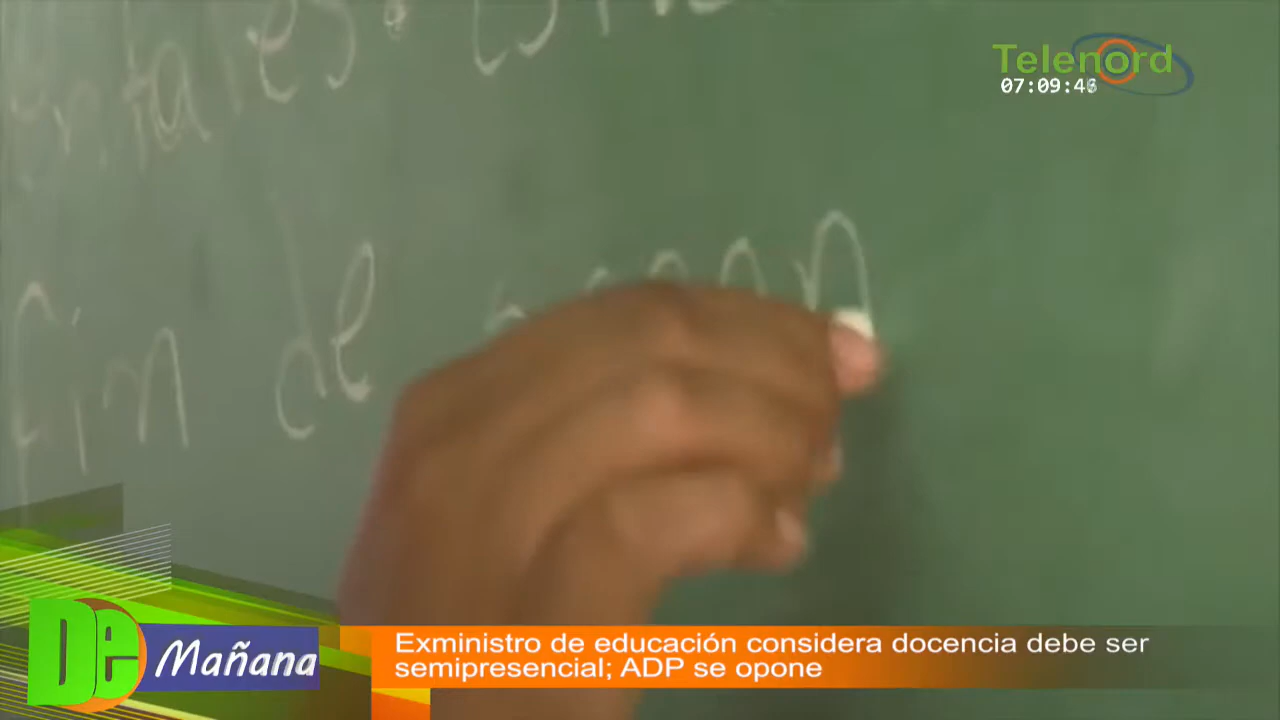 Telenord
07:09:46
fin de
De Mañana
Exministro de educación considera docencia debe ser
semipresencial; ADP se opone